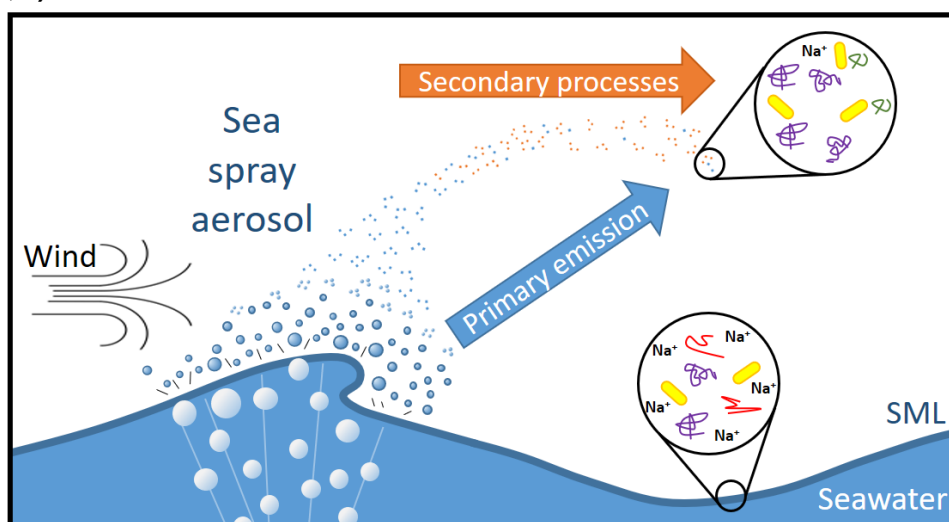 Na⁺
Secondary processes
Sea
spray
aerosol
Wind
Primary emission
Na⁺
Na⁺
Na⁺
Na⁺
Na⁺
SML
Seawater